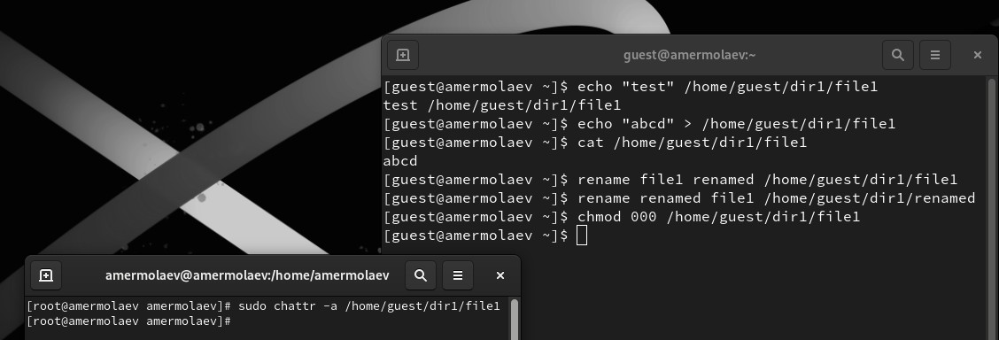 guest@amermolaev:~
[guest@amermolaev ~]$ echo "test" /home/guest/dir1/file1
test /home/guest/dir1/file1
[guest@amermolaev ~]$ echo "abcd" > /home/guest/dir1/file1
[guest@amermolaev ~]$ cat /home/guest/dir1/file1
abcd
[guest@amermolaev ~]$ rename file1 renamed /home/guest/dir1/file1
[guest@amermolaev ~]$ rename renamed file1 /home/guest/dir1/renamed
[guest@amermolaev ~]$ chmod 000 /home/guest/dir1/file1
[guest@amermolaev ~]$
amermolaev@amermolaev:/home/amermolaev
[root@amermolaev amermolaev]# sudo chattr -a /home/guest/dir1/file1
[root@amermolaev amermolaev]#